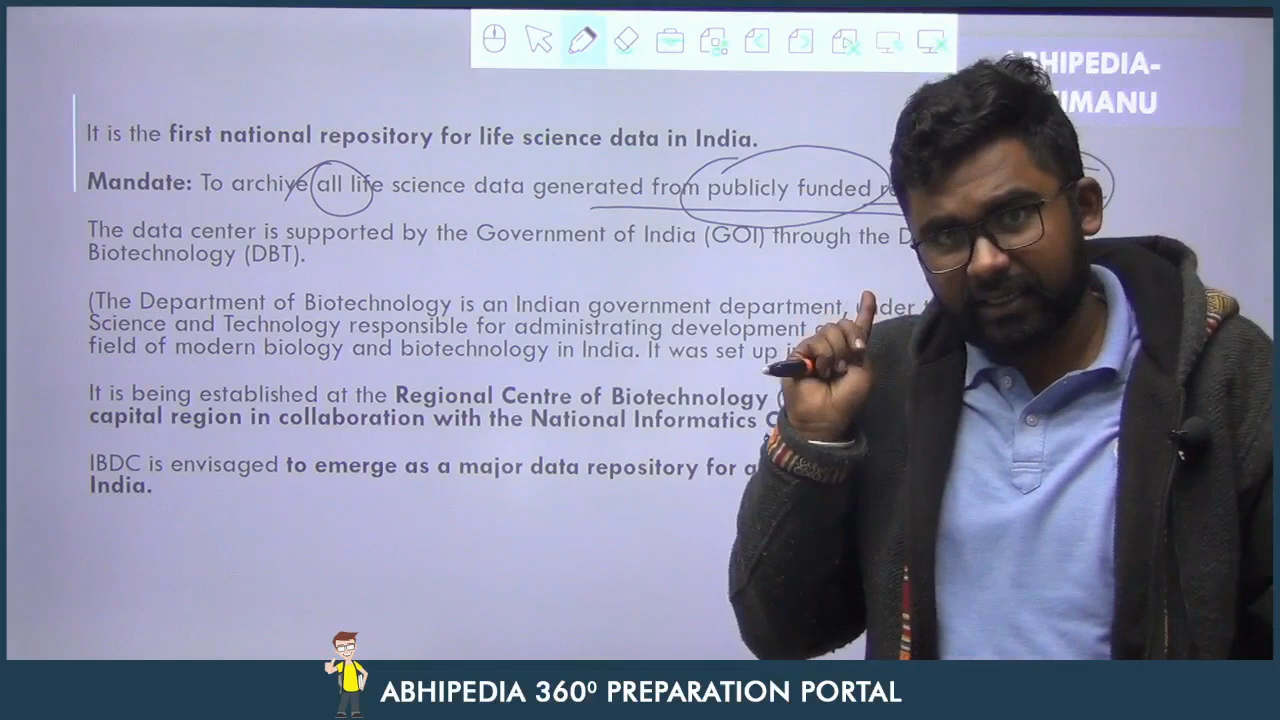 ABHIPEDIA-
It is the first national repository for life science data in India.
Mandate: To archive all life science data generated from publicly funded
The data center is supported by the Government of India (GOI) through the
Biotechnology (DBT).
(The Department of Biotechnology is an Indian government department, under
Science and Technology responsible for administrating development
field of modern biology and biotechnology in India. It was set up
It is being established at the Regional Centre of Biotechnology (
capital region in collaboration with the National Informatics
IBDC is envisaged to emerge as a major data repository for
India.
ABHIPEDIA 360º PREPARATION PORTAL